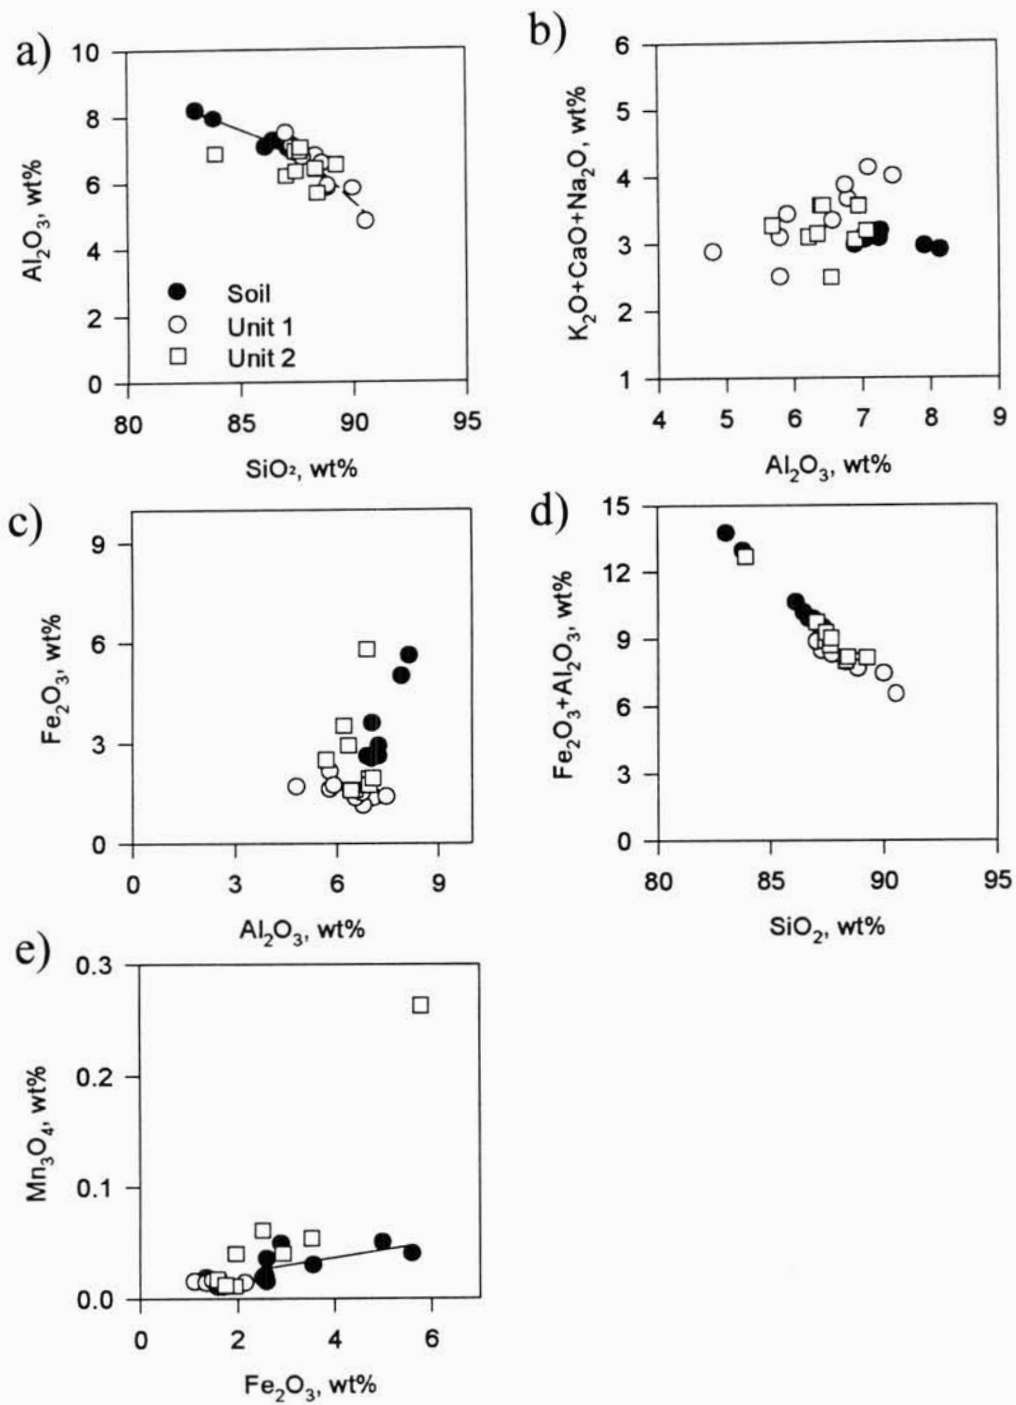 a)
10
8
6
4
2
0
Al₂O₃, wt%
Soil
Unit 1
Unit 2
80 85 90 95
SiO₂, wt%
b)
6
5
4
3
2
1
K₂O+CaO+Na₂O, wt%
4 5 6 7 8 9
Al₂O₃, wt%
c)
9
6
3
0
Fe₂O₃, wt%
0 3 6 9
Al₂O₃, wt%
d)
15
12
9
6
3
0
Fe₂O₃+Al₂O₃, wt%
80 85 90 95
SiO₂, wt%
e)
0.3
0.2
0.1
0.0
Mn₃O₄, wt%
0 2 4 6
Fe₂O₃, wt%